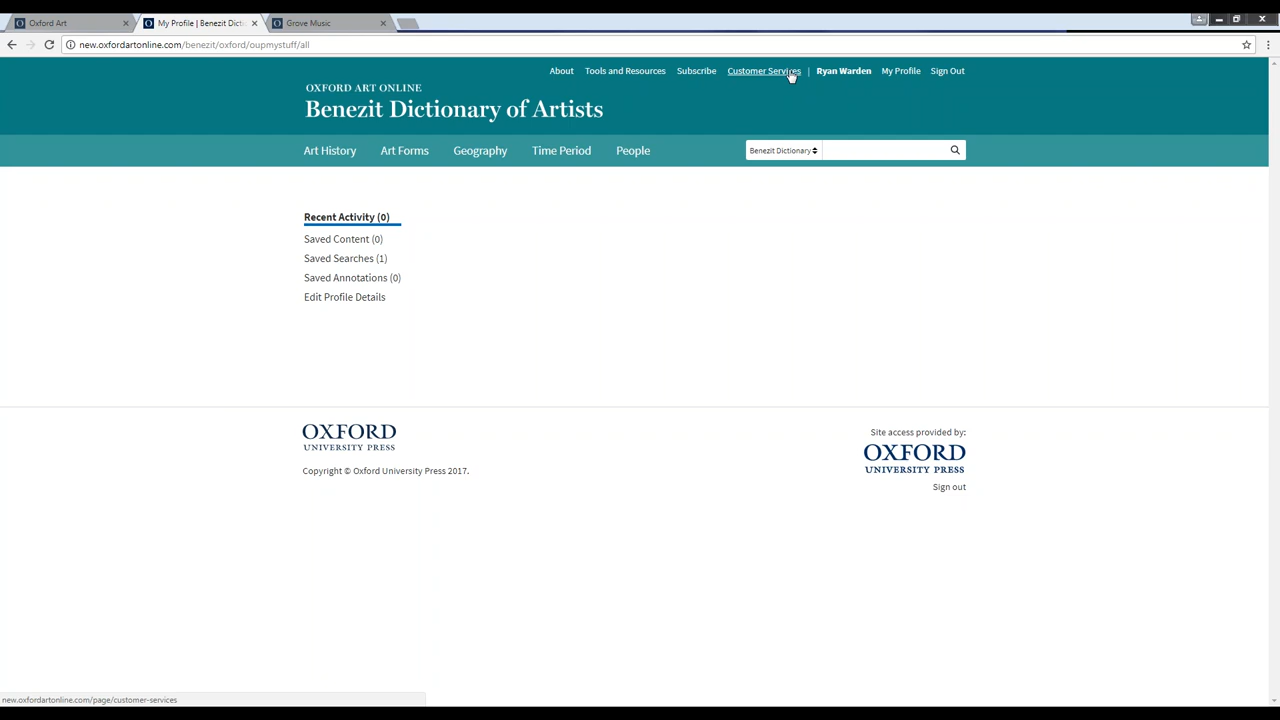 Oxford Art
My Profile | Benezit Dicti
Grove Music
new.oxfordartonline.com/benezit/oxford/oupmystuff/all
About Tools and Resources Subscribe Customer Services | Ryan Warden My Profile Sign Out
OXFORD ART ONLINE
Benezit Dictionary of Artists
Art History Art Forms Geography Time Period People Benezit Dictionary
Recent Activity (0)
Saved Content (0)
Saved Searches (1)
Saved Annotations (0)
Edit Profile Details
OXFORD
UNIVERSITY PRESS
Copyright © Oxford University Press 2017.
Site access provided by:
OXFORD
UNIVERSITY PRESS
Sign out
new.oxfordartonline.com/page/customer-services